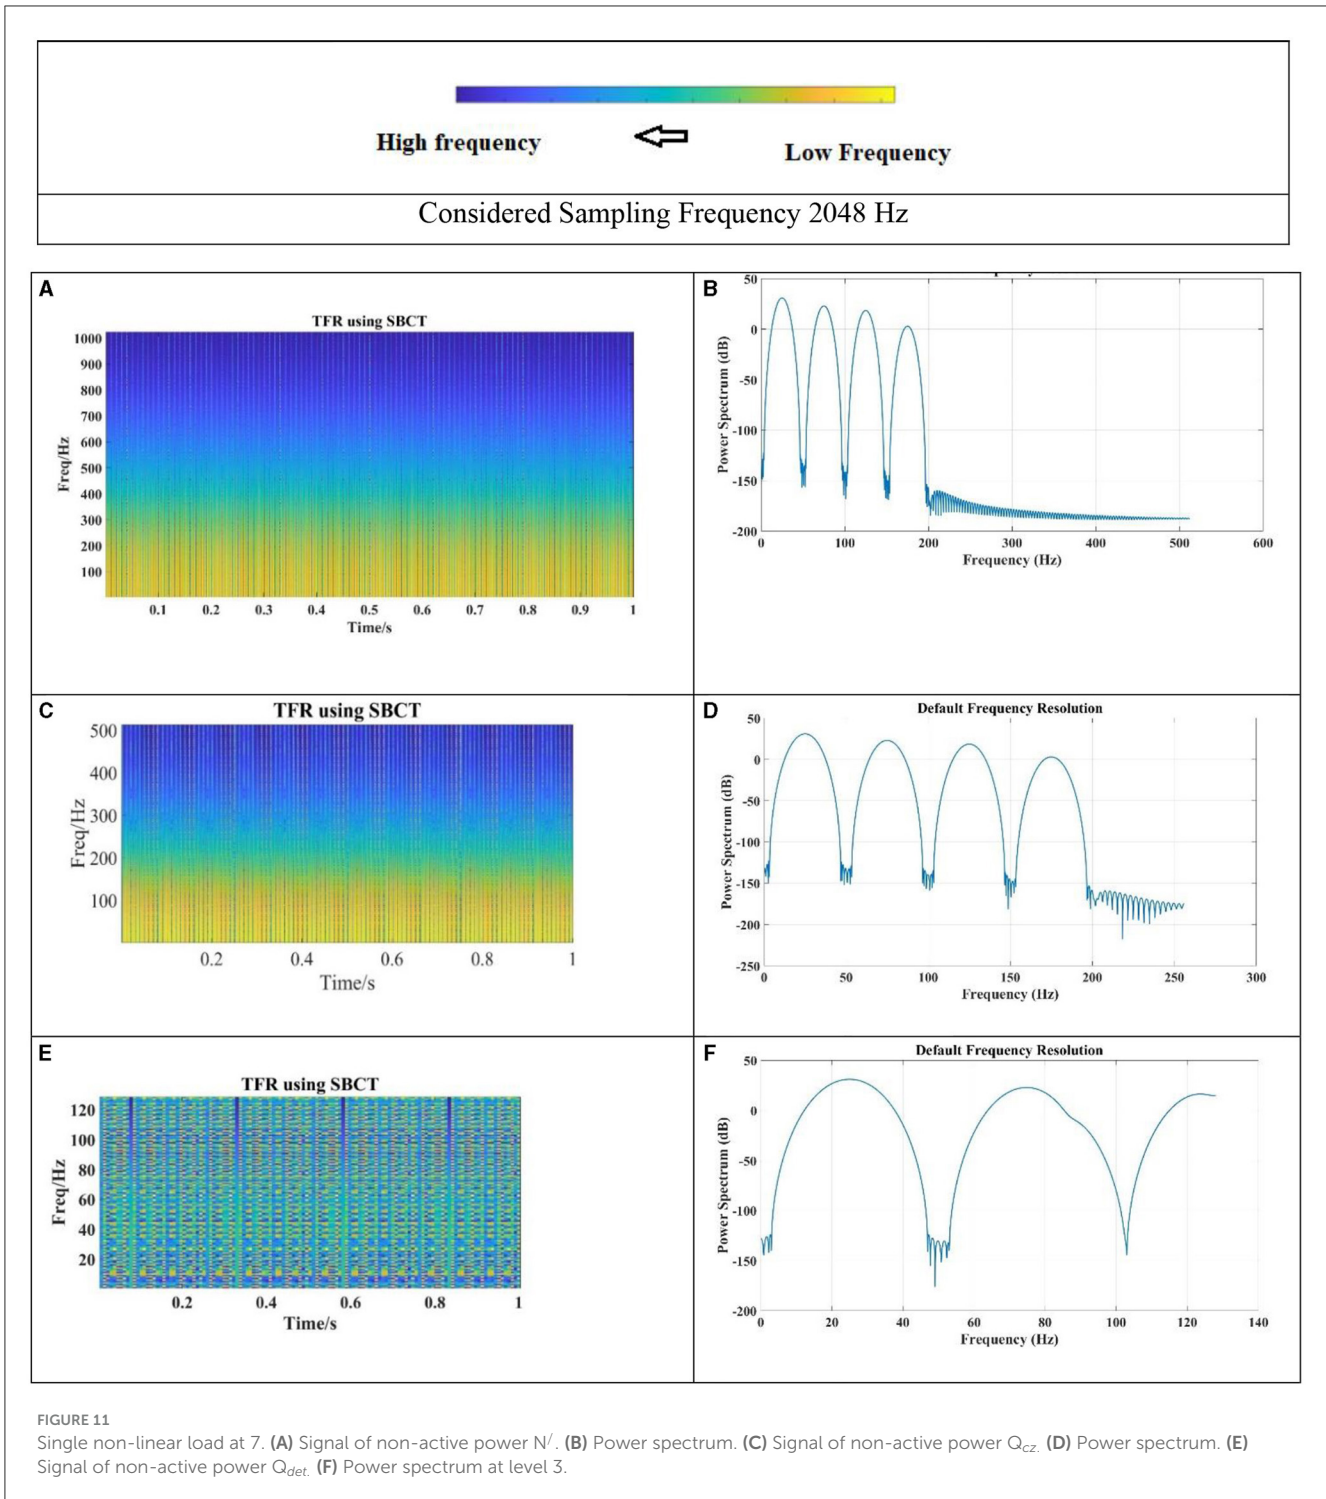 High frequency
Low Frequency
Considered Sampling Frequency 2048 Hz
A
TFR using SBCT
1000
900
800
700
600
500
400
300
200
100
Freq/Hz
0.1 0.2 0.3 0.4 0.5 0.6 0.7 0.8 0.9 1
Time/s
B
50
0
-50
-100
-150
-200
Power Spectrum (dB)
0 100 200 300 400 500 600
Frequency (Hz)
C
TFR using SBCT
500
400
300
200
100
Freq/Hz
0.2 0.4 0.6 0.8 1
Time/s
D
Default Frequency Resolution
50
0
-50
-100
-150
-200
-250
Power Spectrum (dB)
0 50 100 150 200 250 300
Frequency (Hz)
E
TFR using SBCT
120
100
80
60
40
20
Freq/Hz
0.2 0.4 0.6 0.8 1
Time/s
F
Default Frequency Resolution
50
0
-50
-100
-150
-200
Power Spectrum (dB)
0 20 40 60 80 100 120 140
Frequency (Hz)
FIGURE 11
Single non-linear load at 7. (A) Signal of non-active power N/. (B) Power spectrum. (C) Signal of non-active power Qcz. (D) Power spectrum. (E)
Signal of non-active power Qdet. (F) Power spectrum at level 3.